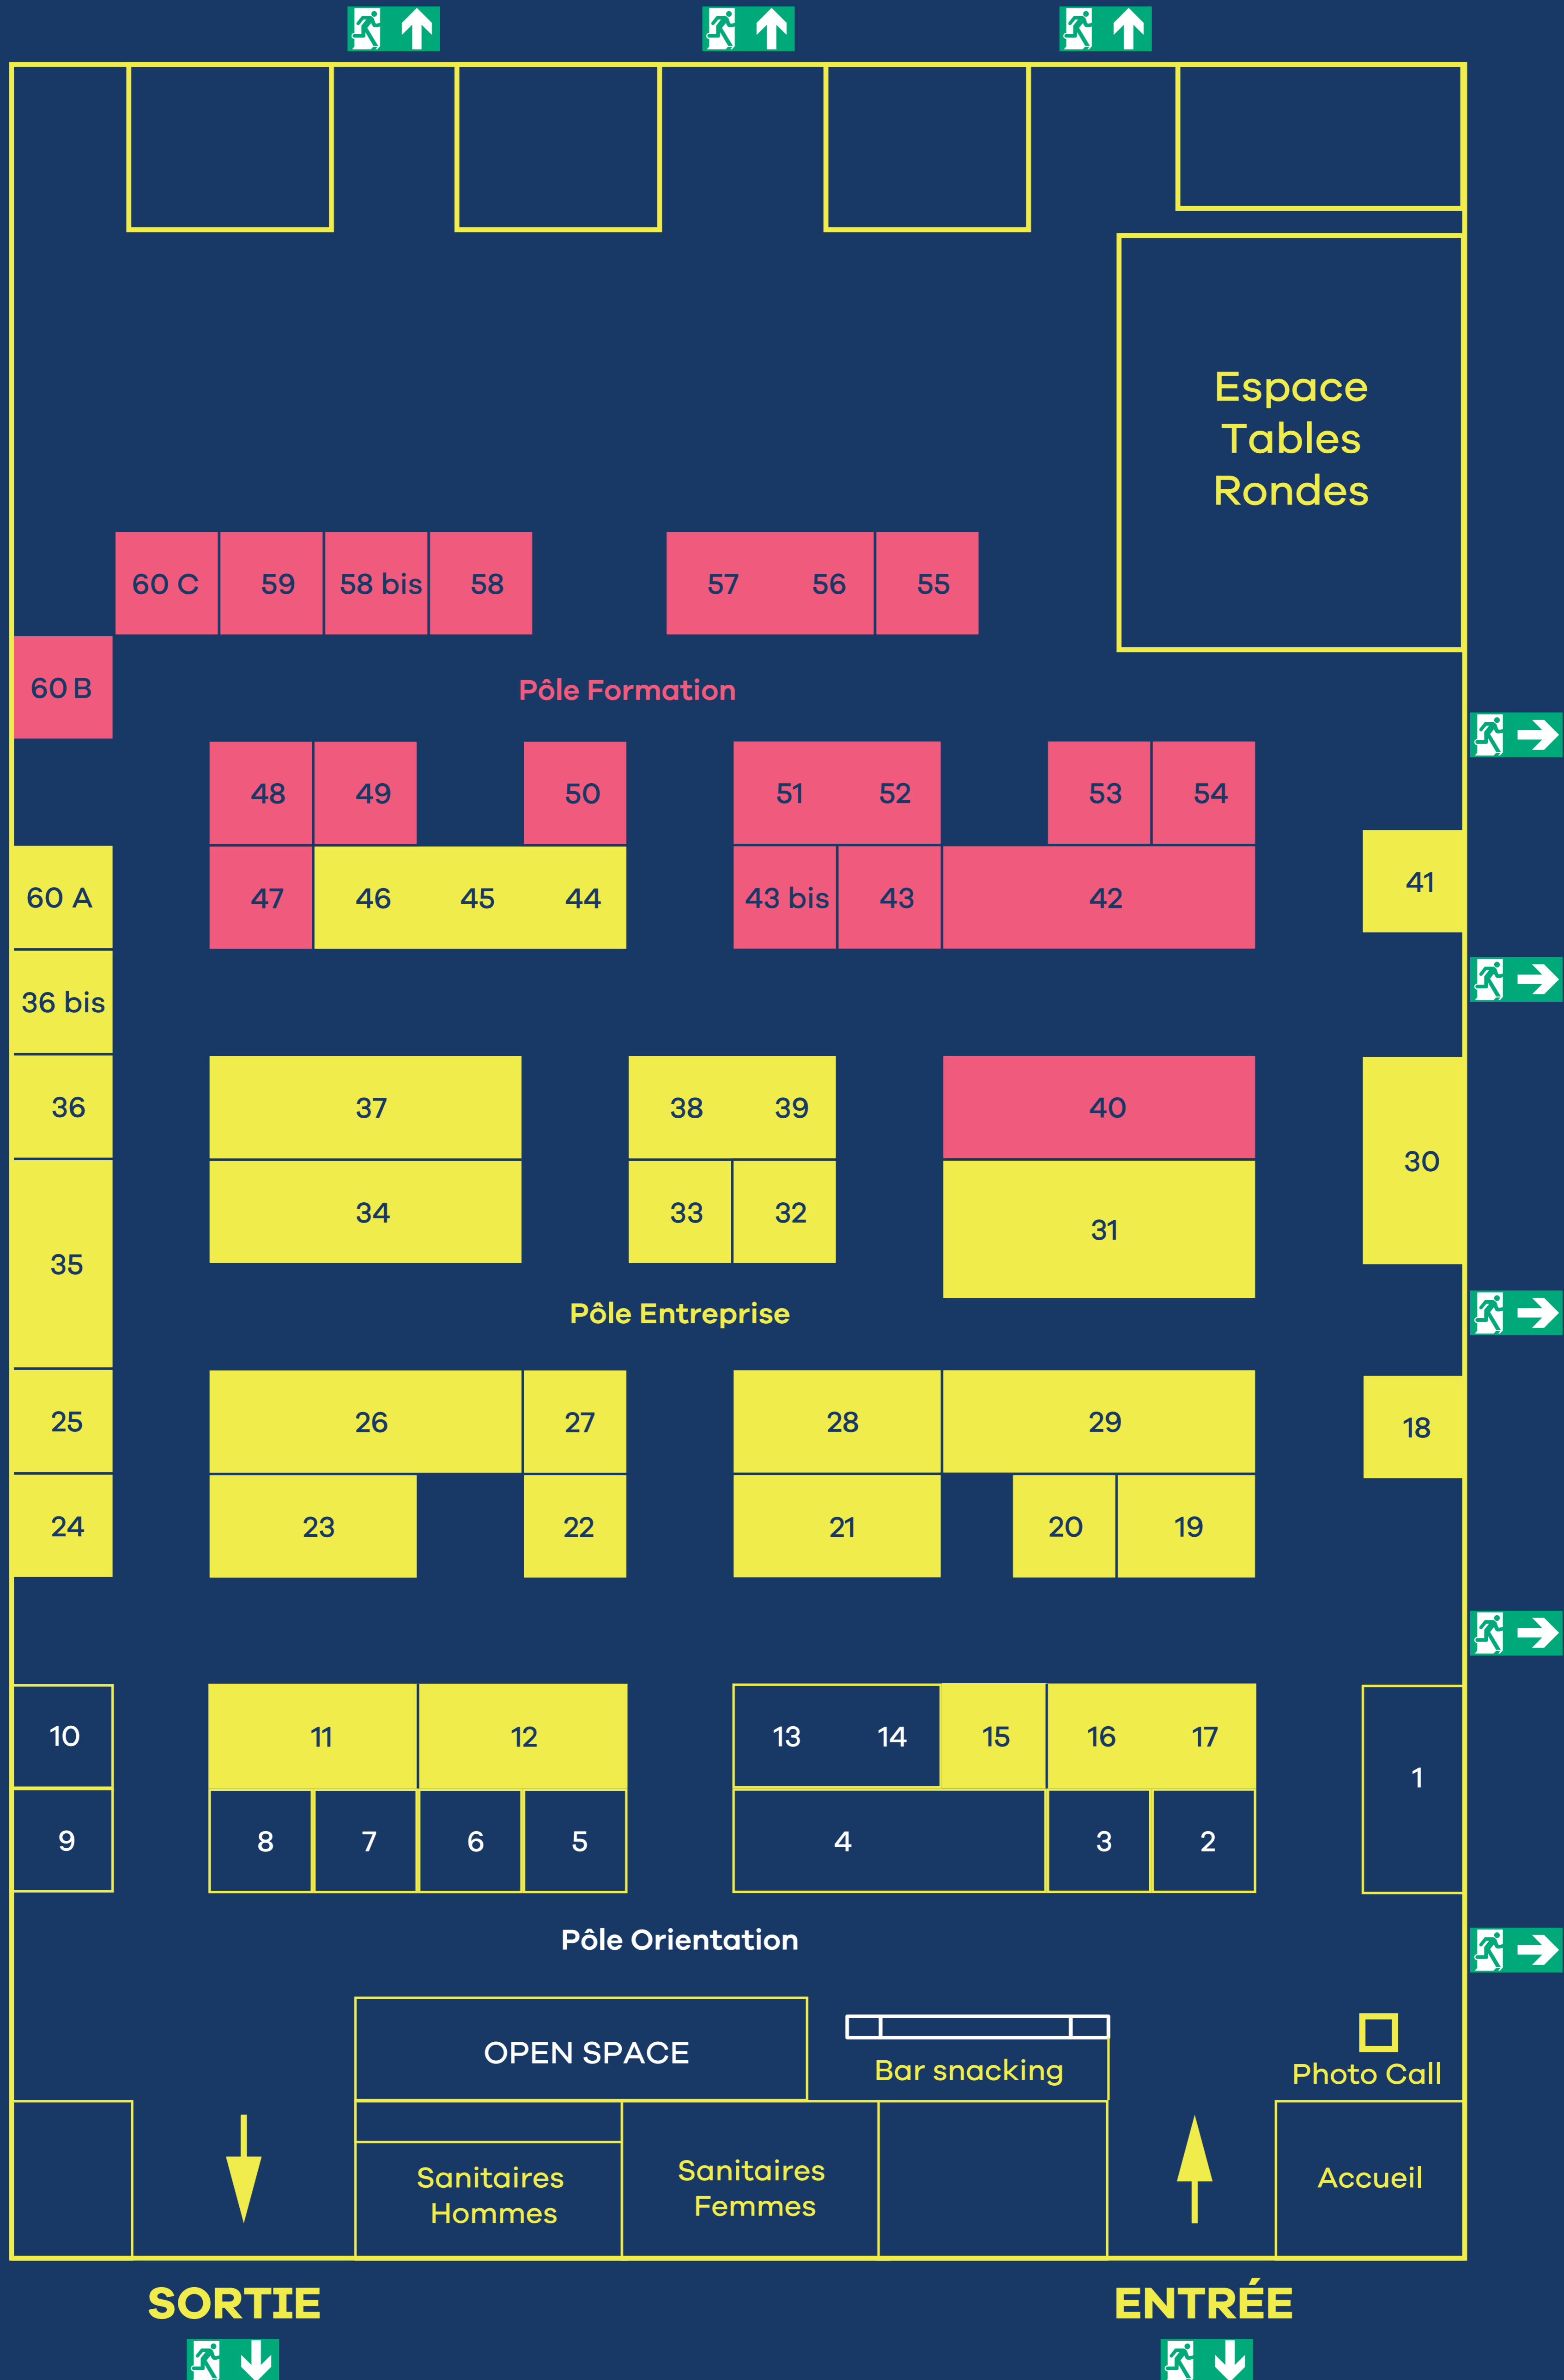 Espace
Tables
Rondes
60 C 59 58 bis 58 57 56 55
60 B
Pôle Formation
48 49 50 51 52 53 54
60 A 47 46 45 44 43 bis 43 42 41
36 bis
36 37 38 39 40 30
35 34 33 32 31
Pôle Entreprise
25 26 27 28 29 18
24 23 22 21 20 19
10 11 12 13 14 15 16 17 1
9 8 7 6 5 4 3 2
Pôle Orientation
OPEN SPACE
Bar snacking
Photo Call
Sanitaires
Hommes
Sanitaires
Femmes
Accueil
SORTIE
ENTRÉE